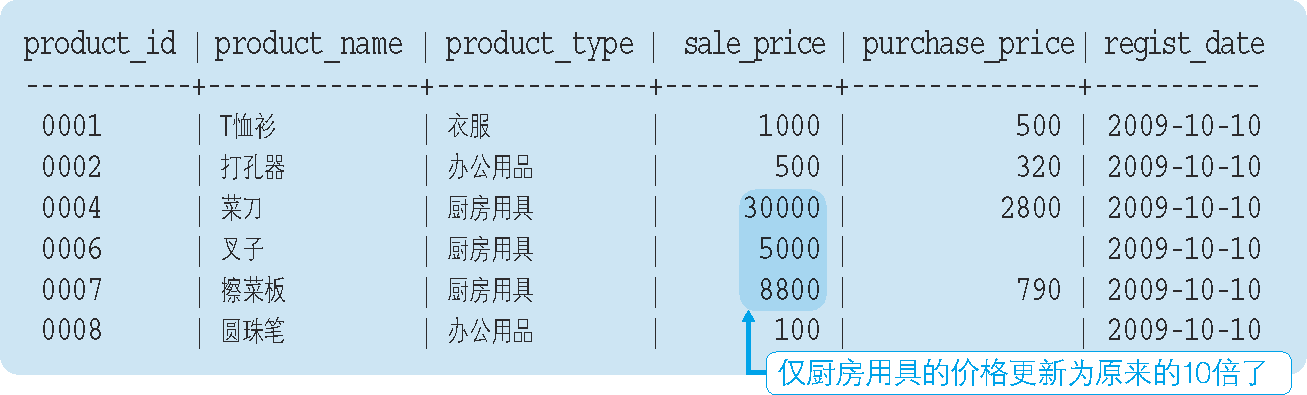 product_id | product_name | product_type | sale_price | purchase_price | regist_date
-----------+--------------+--------------+------------+---------------+-----------
0001 | T恤衫 | 衣服 | 1000 | 500 | 2009-10-10
0002 | 打孔器 | 办公用品 | 500 | 320 | 2009-10-10
0004 | 菜刀 | 厨房用具 | 30000 | 2800 | 2009-10-10
0006 | 叉子 | 厨房用具 | 5000 | | 2009-10-10
0007 | 擦菜板 | 厨房用具 | 8800 | 790 | 2009-10-10
0008 | 圆珠笔 | 办公用品 | 100 | | 2009-10-10
仅厨房用具的价格更新为原来的10倍了